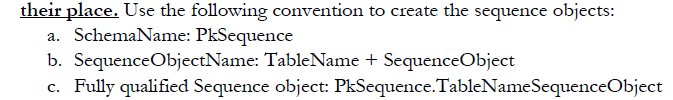 their place. Use the following convention to create the sequence objects:
a. SchemaName: PkSequence
b. SequenceObjectName: TableName + SequenceObject
c. Fully qualified Sequence object: PkSequence.TableNameSequenceObject